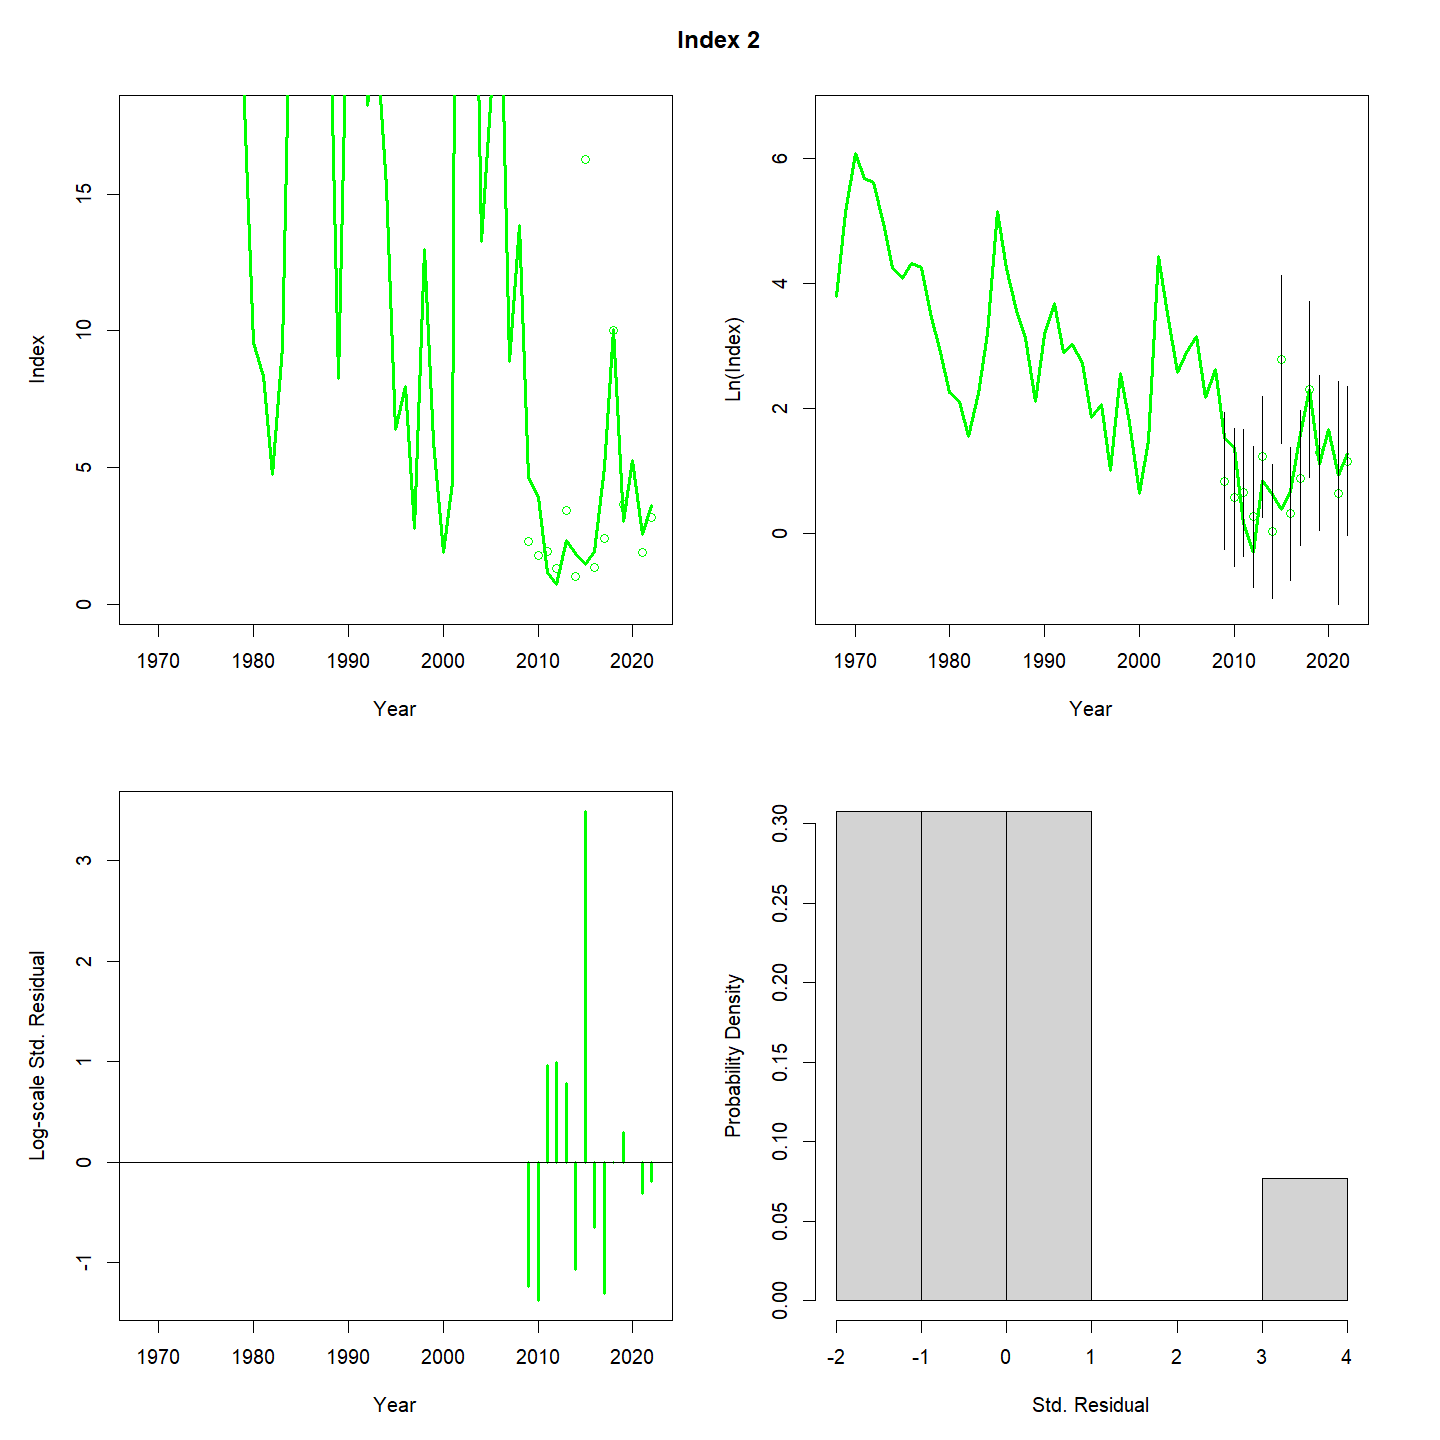 Index 2
Index
15
10
5
0
1970 1980 1990 2000 2010 2020
Year
Ln(Index)
6
4
2
0
1970 1980 1990 2000 2010 2020
Year
Log-scale Std. Residual
3
2
1
0
-1
1970 1980 1990 2000 2010 2020
Year
Probability Density
0.30
0.25
0.20
0.15
0.10
0.05
0.00
-2 -1 0 1 2 3 4
Std. Residual